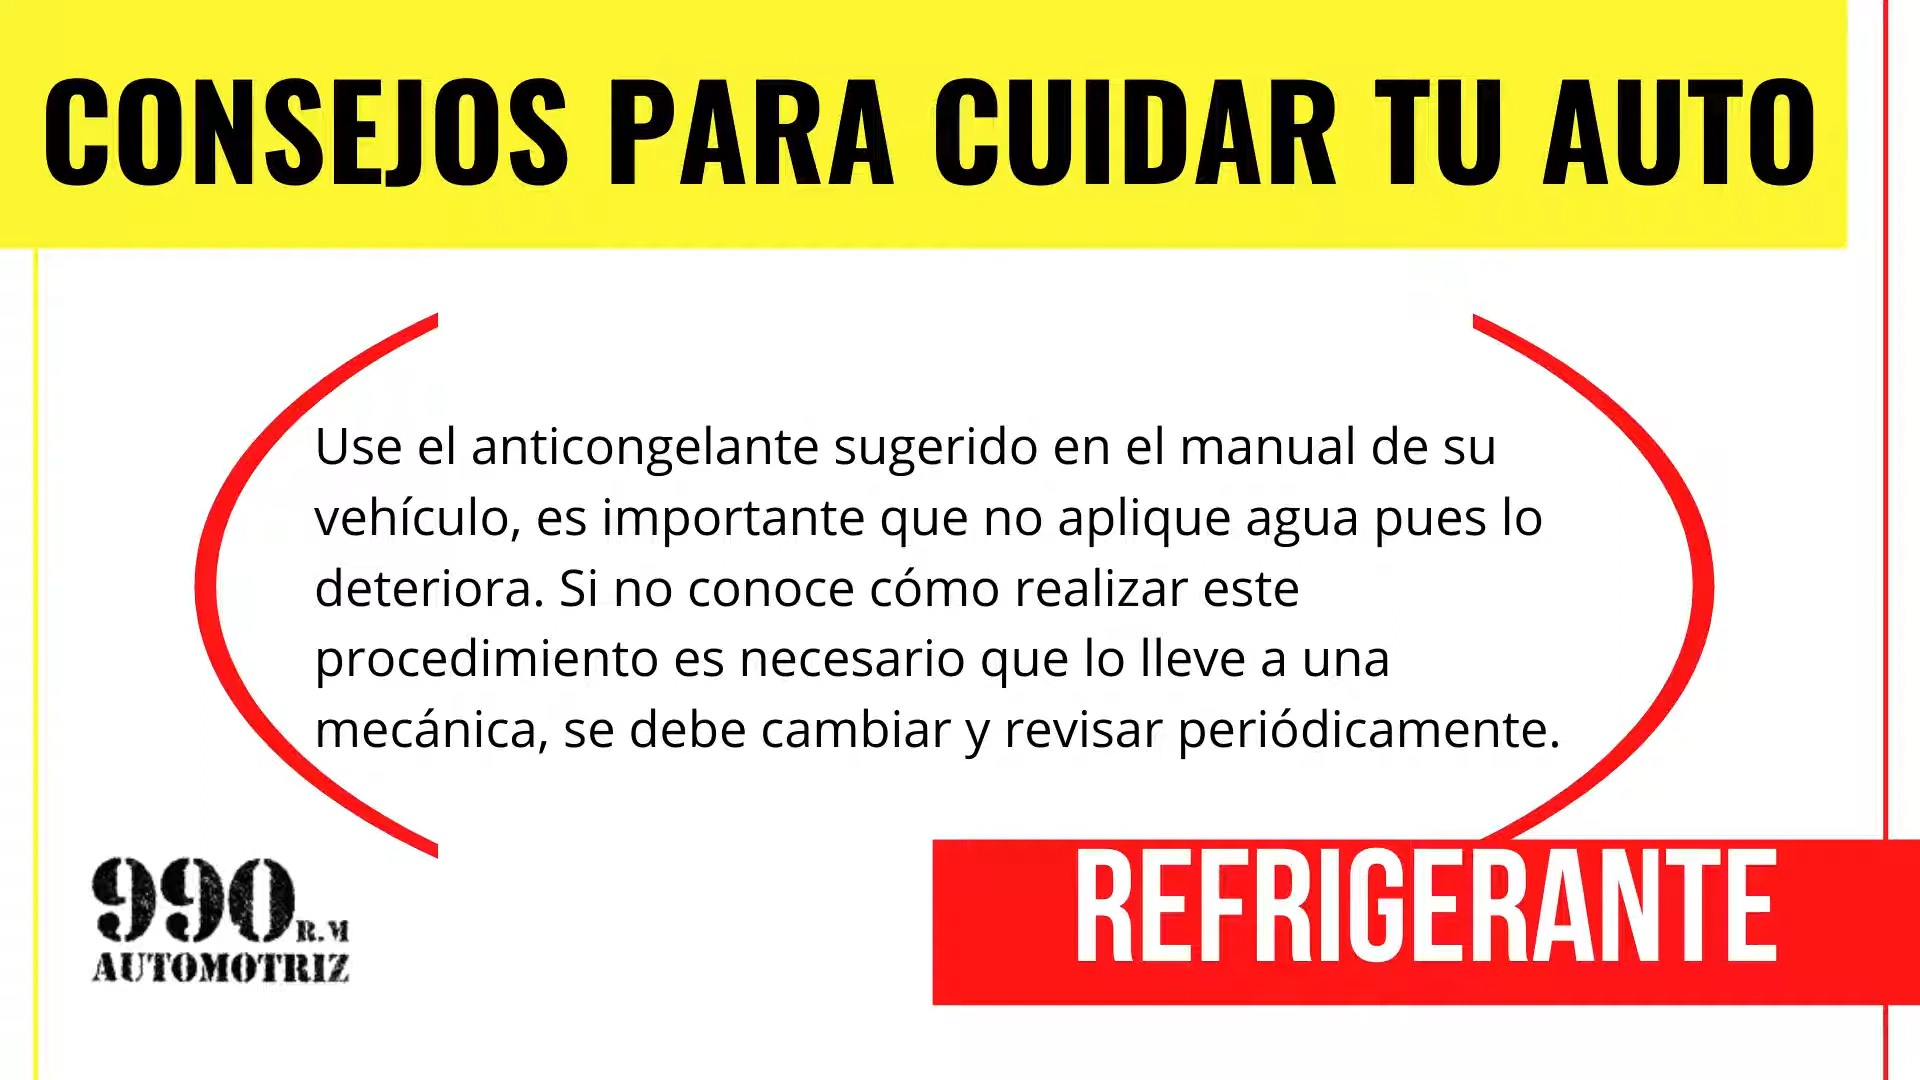 CONSEJOS PARA CUIDAR TU AUTO
Use el anticongelante sugerido en el manual de su
vehículo, es importante que no aplique agua pues lo
deteriora. Si no conoce cómo realizar este
procedimiento es necesario que lo lleve a una
mecánica, se debe cambiar y revisar periódicamente.
990 R.M
AUTOMOTRIZ
REFRIGERANTE